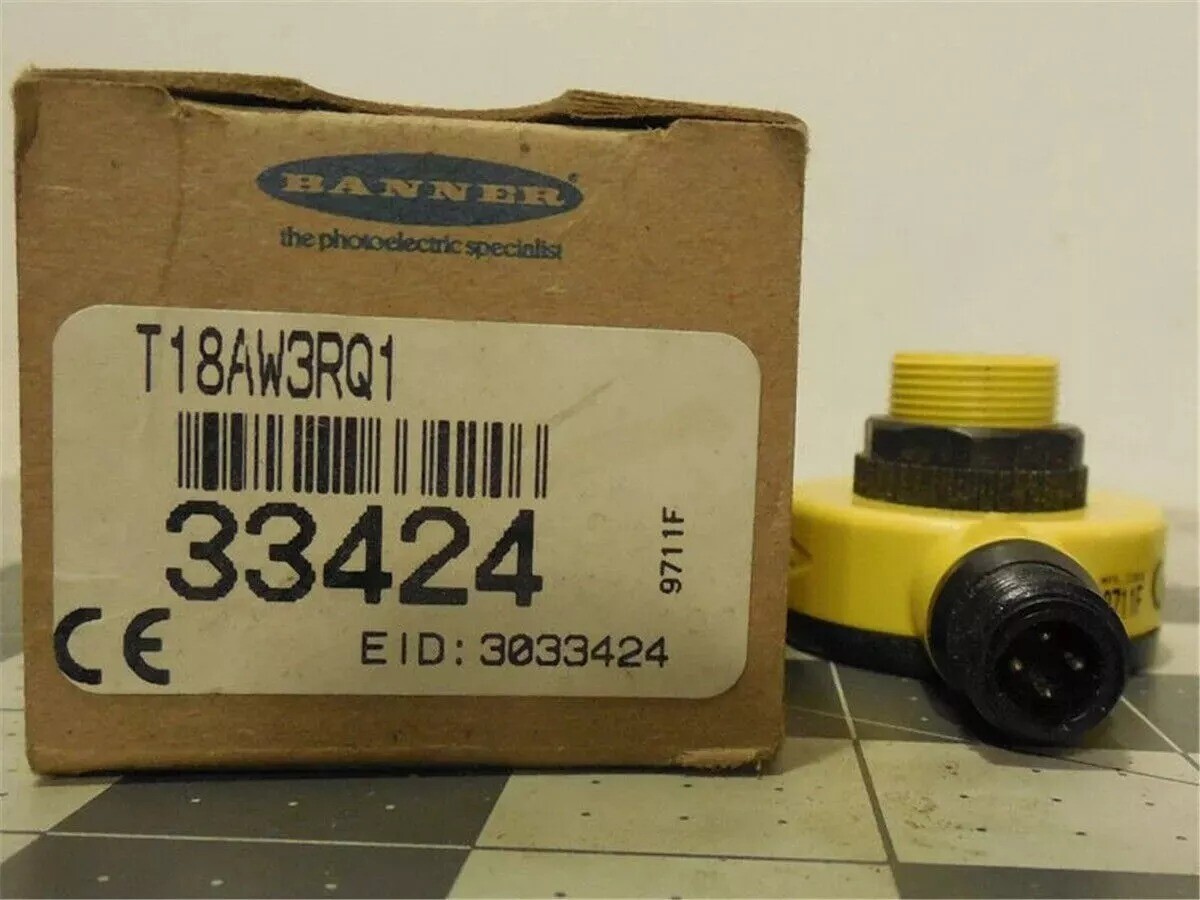 BANNER
the photoelectric specialist
T18AW3RQ1
33424
9711F
CE
EID: 3033424
9711F